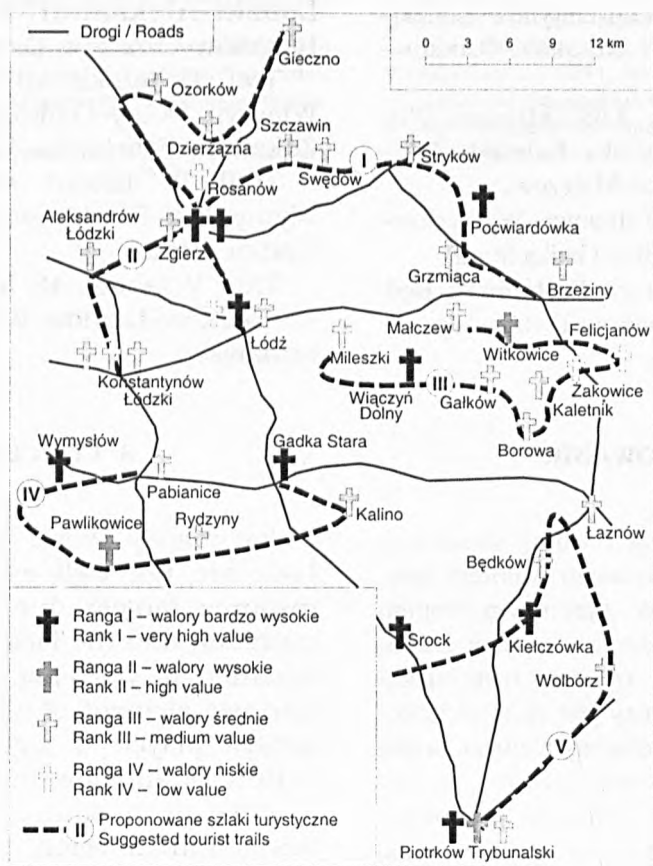 Drogi / Roads
0 3 6 9 12 km
Gieczno
Ozorków
Szczawin
Dzierżązna
Stryków
I
Rosanów
Swędów
Aleksandrów
Łódzki
Poćwiardówka
II
Zgierz
Grzmiąca
Brzeziny
Małczew
Felicjanów
Łódź
Mileszki
Witkowice
Konstantynów
Łódzki
III
Żakowice
Wiączyń
Dolny
Gałków
Kaletnik
Borowa
Wymysłów
Gadka Stara
IV
Pabianice
Kalino
Pawlikowice
Rydzyny
Łaznów
Będków
Srock
Kiełczówka
Wolbórz
V
Piotrków Trybunalski
Ranga I – walory bardzo wysokie
Rank I – very high value
Ranga II – walory wysokie
Rank II – high value
Ranga III – walory średnie
Rank III – medium value
Ranga IV – walory niskie
Rank IV – low value
II
Proponowane szlaki turystyczne
Suggested tourist trails